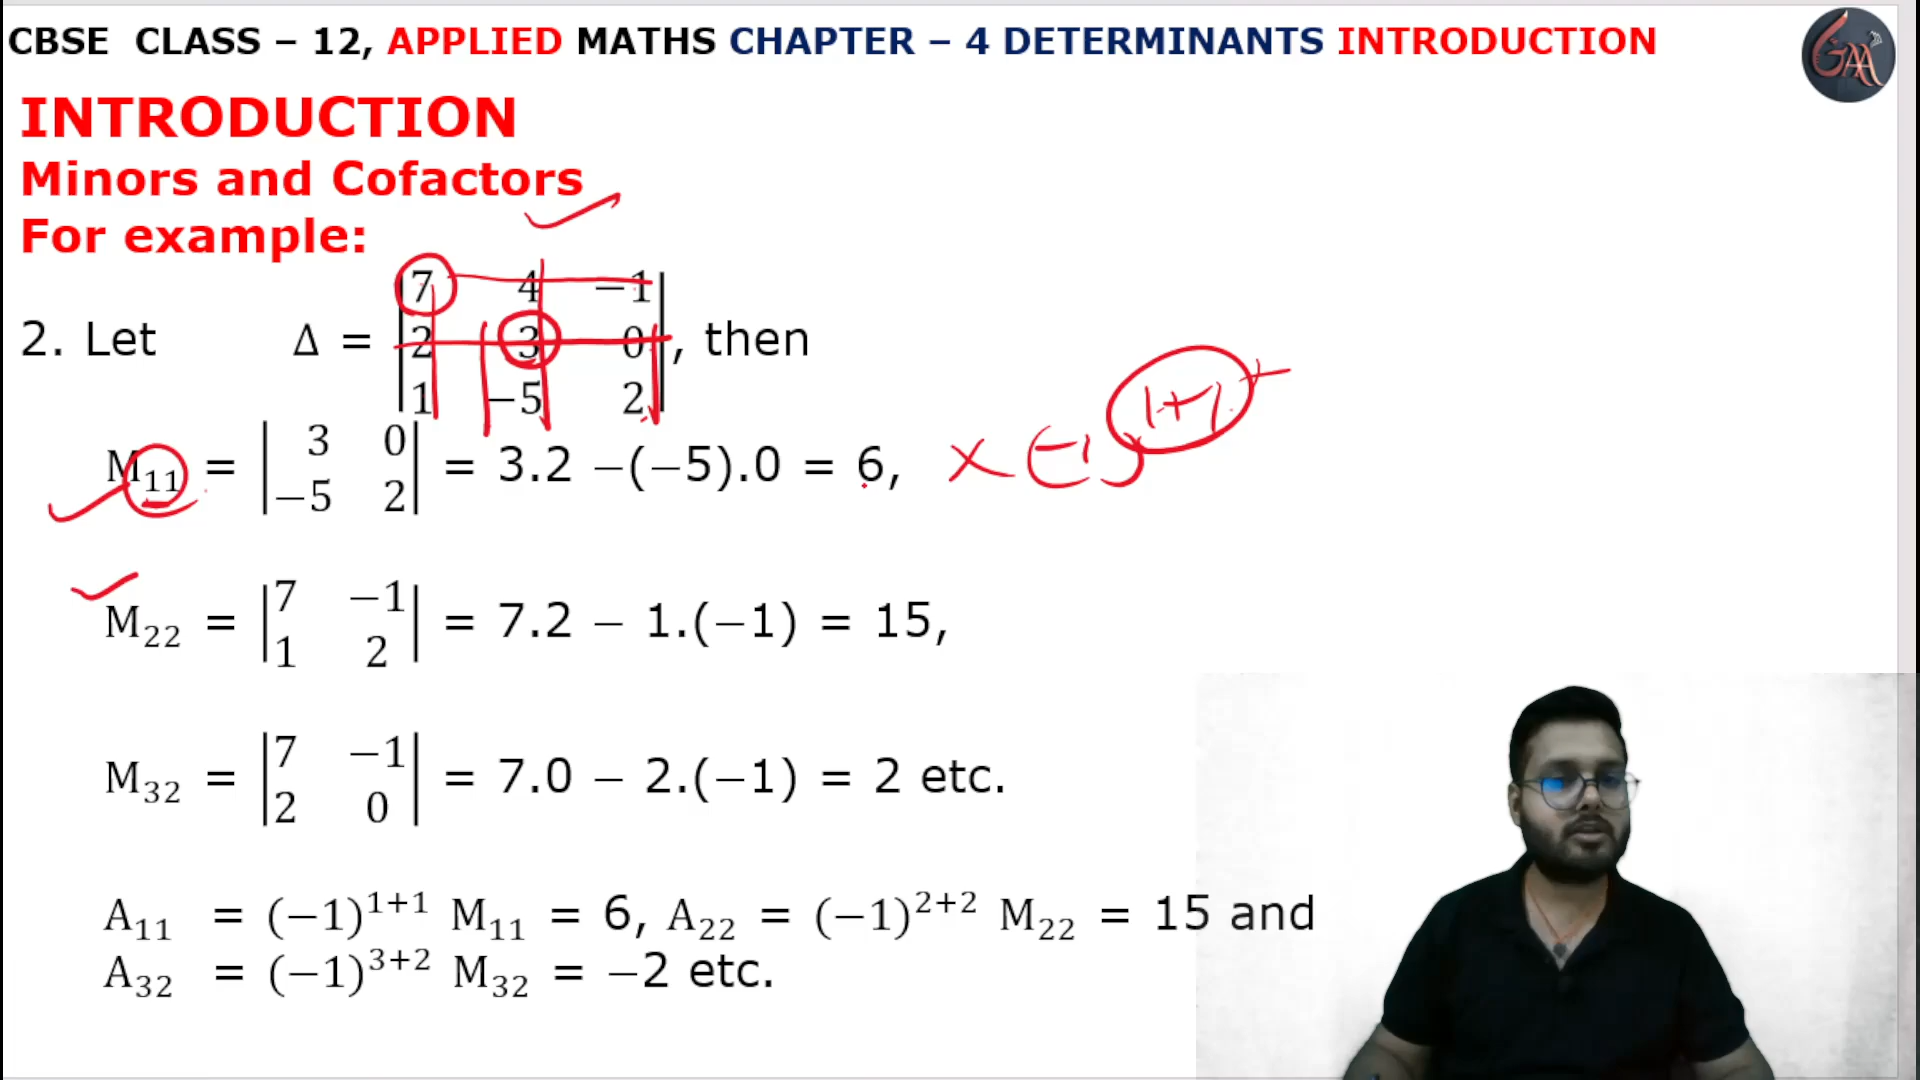 CBSE CLASS – 12, APPLIED MATHS CHAPTER – 4 DETERMINANTS INTRODUCTION
INTRODUCTION
Minors and Cofactors
For example:
2. Let Δ = |7 4 −1|
|2 3 0|, then
|1 −5 2|
M₁₁ = |3 0|
|−5 2| = 3.2 −(−5).0 = 6, × (−1)¹⁺¹
M₂₂ = |7 −1|
|1 2| = 7.2 − 1.(−1) = 15,
M₃₂ = |7 −1|
|2 0| = 7.0 − 2.(−1) = 2 etc.
A₁₁ = (−1)¹⁺¹ M₁₁ = 6, A₂₂ = (−1)²⁺² M₂₂ = 15 and
A₃₂ = (−1)³⁺² M₃₂ = −2 etc.